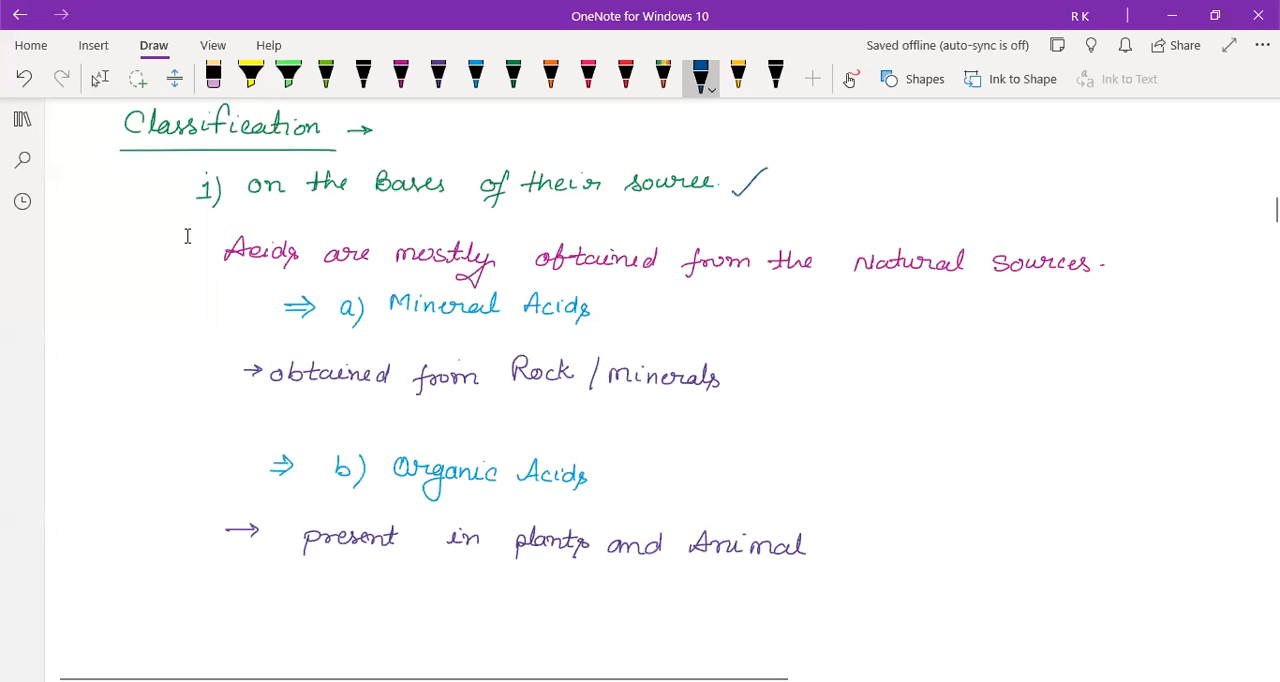 OneNote for Windows 10
R K
Home Insert Draw View Help
Saved offline (auto-sync is off)
Share
Shapes
Ink to Shape
Ink to Text
Classification →
i) on the Bases of their source. ✓
Acids are mostly obtained from the Natural Sources.
⇒ a) Mineral Acids
→ obtained from Rock / minerals
⇒ b) Organic Acids
→ present in plants and Animal